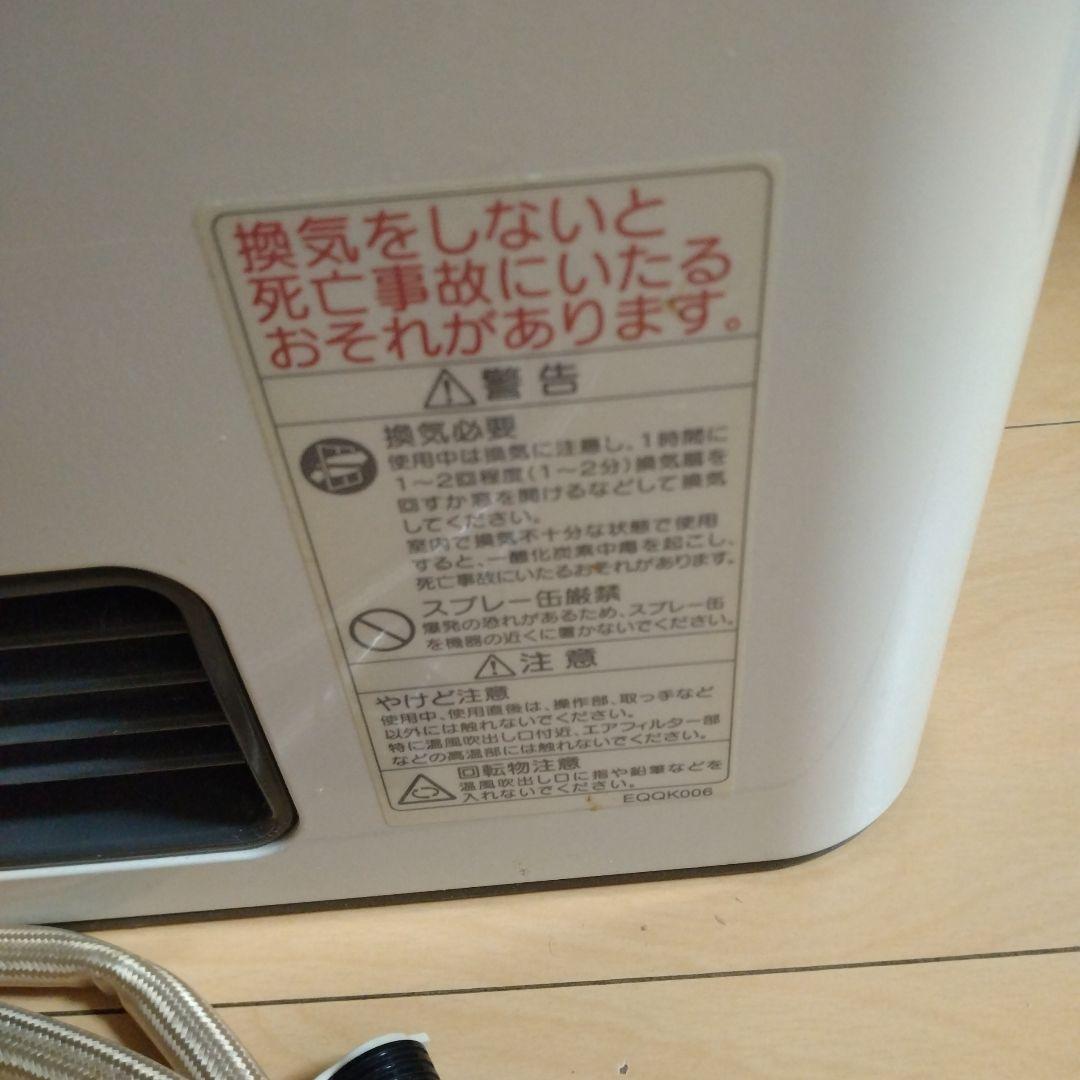 換気をしないと
死亡事故にいたる
おそれがあります。
警告
換気必要
使用中は換気に注意し、1時間に
1～2回程度(1～2分)換気扇を
回すか窓を開けるなどして換気
してください。
室内で換気不十分な状態で使用
すると、一酸化炭素中毒を起こし、
死亡事故にいたるおそれがあります。
スプレー缶厳禁
爆発の恐れがあるため、スプレー缶
を機器の近くに置かないでください。
注意
やけど注意
使用中、使用直後は、操作部、取っ手など
以外には触れないでください。
特に温風吹出し口付近、エアフィルター部
などの高温部には触れないでください。
回転物注意
温風吹出し口に指や鉛筆などを
入れないでください。
EQQK006